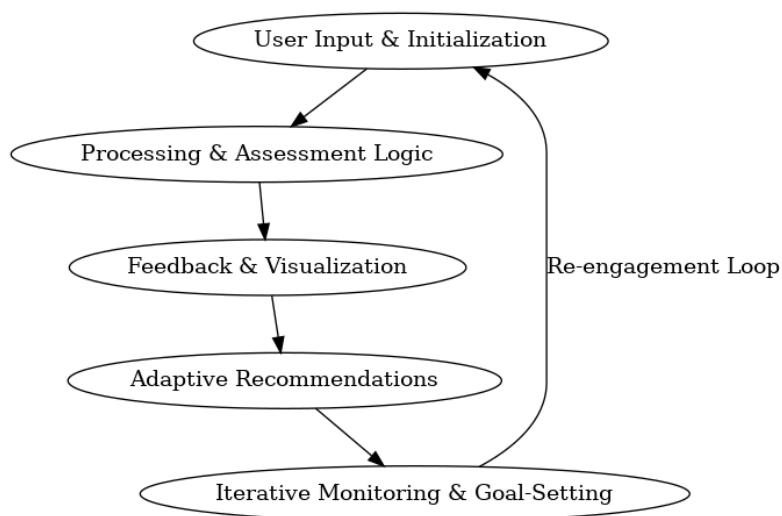 User Input & Initialization
Processing & Assessment Logic
Feedback & Visualization
Re-engagement Loop
Adaptive Recommendations
Iterative Monitoring & Goal-Setting